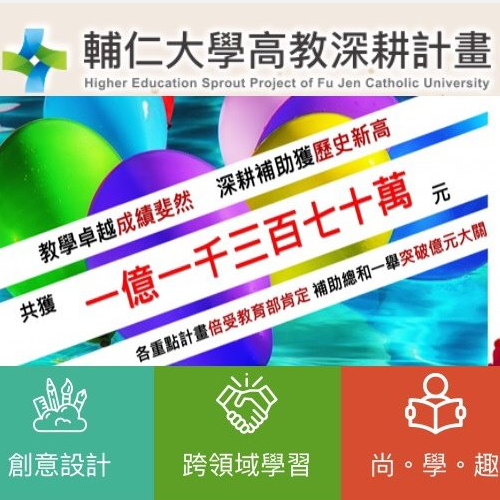 輔仁大學高教深耕計畫
Higher Education Sprout Project of Fu Jen Catholic University
教學卓越成績斐然 深耕補助獲歷史新高
共獲 一億一千三百七十萬 元
各重點計畫倍受教育部肯定 補助總和一舉突破億元大關
創意設計
跨領域學習
尚。學。趣